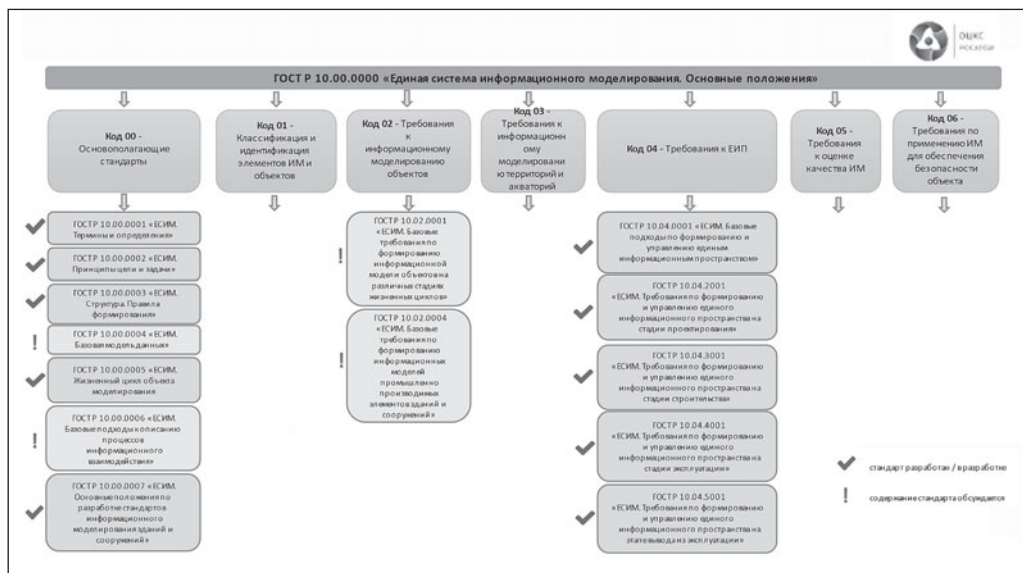 ОЦКС
РОСАТОМ
ГОСТ Р 10.00.0000 «Единая система информационного моделирования. Основные положения»
Код 00 -
Основополагающие
стандарты
Код 01 -
Классификация и
идентификация
элементов ИМ и
объектов
Код 02 - Требования
к
информационному
моделированию
объектов
Код 03 -
Требования к
информационн
ому
моделировани
ю территорий и
акваторий
Код 04 - Требования к ЕИП
Код 05 -
Требования
к оценке
качества ИМ
Код 06 -
Требования по
применению ИМ
для обеспечения
безопасности
объекта
ГОСТ Р 10.00.0001 «ЕСИМ.
Термины и определения»
ГОСТ Р 10.00.0002 «ЕСИМ.
Принципы цели и задачи»
ГОСТ Р 10.00.0003 «ЕСИМ.
Структура. Правила
формирования»
ГОСТ Р 10.00.0004 «ЕСИМ.
Базовая модель данных»
ГОСТ Р 10.00.0005 «ЕСИМ.
Жизненный цикл объекта
моделирования
ГОСТ Р 10.00.0006 «ЕСИМ.
Базовые подходы к описанию
процессов
информационного
взаимодействия»
ГОСТ Р 10.00.0007 «ЕСИМ.
Основные положения по
разработке стандартов
информационного
моделирования зданий и
сооружений»
ГОСТ Р 10.02.0001
«ЕСИМ. Базовые
требования по
формированию
информационной
модели объектов на
различных стадиях
жизненных циклов»
ГОСТ Р 10.02.0004
«ЕСИМ. Базовые
требования по
формированию
информационных
моделей
промышленно
производимых
элементов зданий и
сооружений»
ГОСТ Р 10.04.0001 «ЕСИМ. Базовые
подходы по формированию и
управлению единым
информационным пространством»
ГОСТ Р 10.04.2001
«ЕСИМ. Требования по формированию
и управлению единого
информационного пространства на
стадии проектирования»
ГОСТ Р 10.04.3001
«ЕСИМ. Требования по формированию
и управлению единого
информационного пространства на
стадии строительства»
ГОСТ Р 10.04.4001
«ЕСИМ. Требования по формированию
и управлению единого
информационного пространства на
стадии эксплуатации»
ГОСТ Р 10.04.5001
«ЕСИМ. Требования по формированию
и управлению единого
информационного пространства на
этапе вывода из эксплуатации»
стандарт разработан / в разработке
содержание стандарта обсуждается